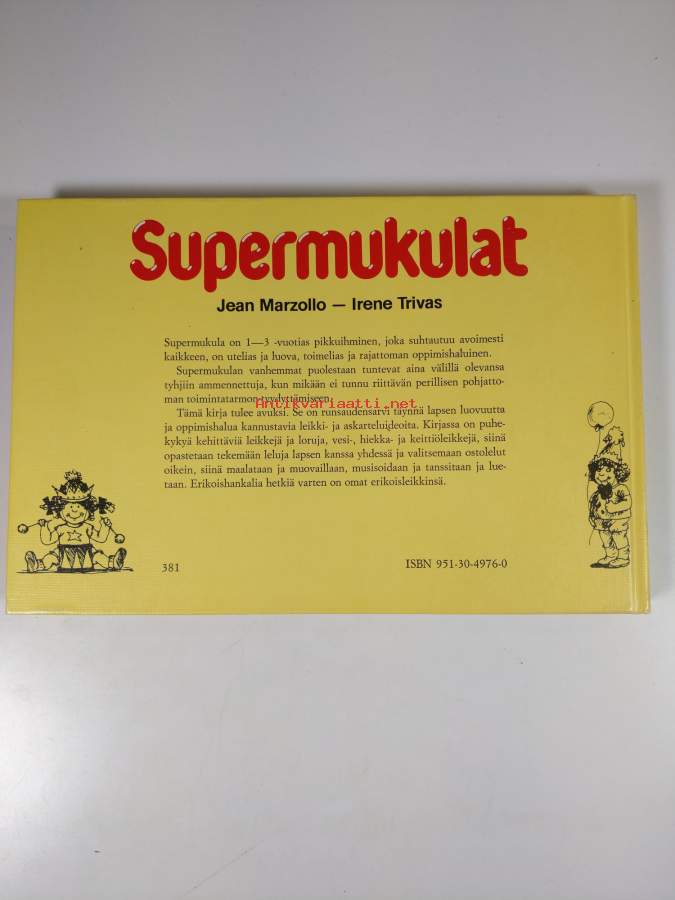 Supermukulat
Jean Marzollo — Irene Trivas
Supermukula on 1—3 -vuotias pikkuihminen, joka suhtautuu avoimesti
kaikkeen, on utelias ja luova, toimelias ja rajattoman oppimishaluinen.
Supermukulan vanhemmat puolestaan tuntevat aina välillä olevansa
tyhjiin ammennettuja, kun mikään ei tunnu riittävän perillisen pohjatto-
man toimintatarmon tyydyttämiseen.
Antikvariaatti.net
Tämä kirja tulee avuksi. Se on runsaudensarvi täynnä lapsen luovuutta
ja oppimishalua kannustavia leikki- ja askarteluideoita. Kirjassa on puhe-
kykyä kehittäviä leikkejä ja loruja, vesi-, hiekka- ja keittiöleikkejä, siinä
opastetaan tekemään leluja lapsen kanssa yhdessä ja valitsemaan ostolelut
oikein, siinä maalataan ja muovaillaan, musisoidaan ja tanssitaan ja lue-
taan. Erikoishankalia hetkiä varten on omat erikoisleikkinsä.
381
ISBN 951-30-4976-0